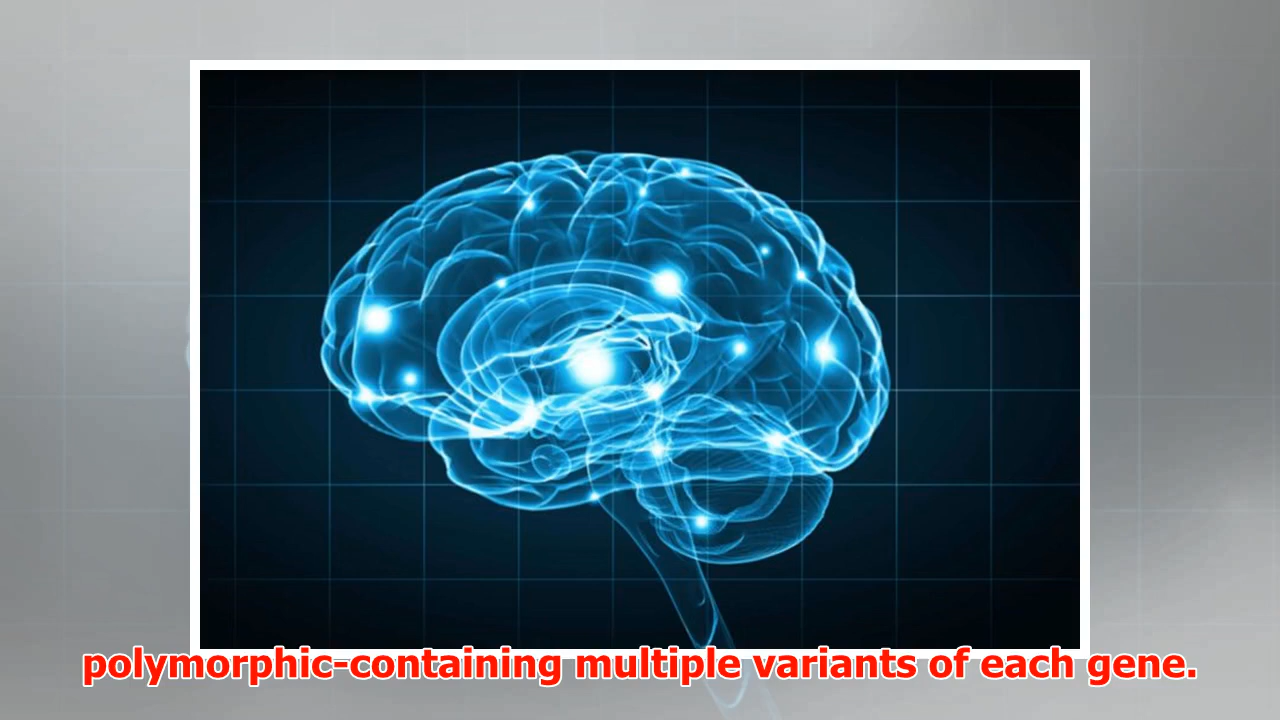 polymorphic-containing multiple variants of each gene.